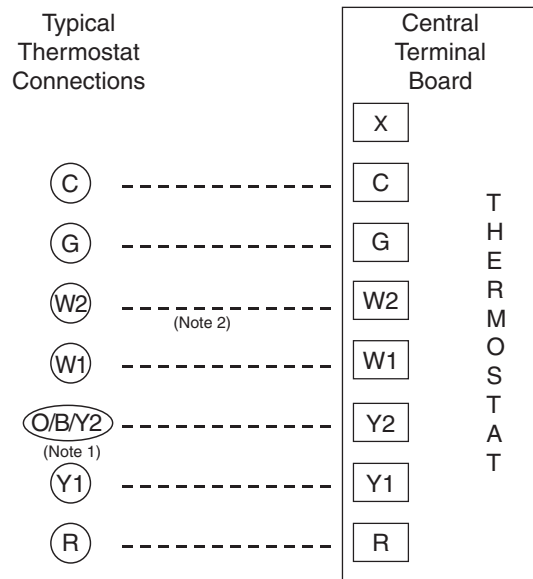 Typical
Thermostat
Connections
Central
Terminal
Board
X
C C
G G
W2 (Note 2) W2
W1 W1
O/B/Y2 Y2
(Note 1)
Y1 Y1
R R
THERMOSTAT